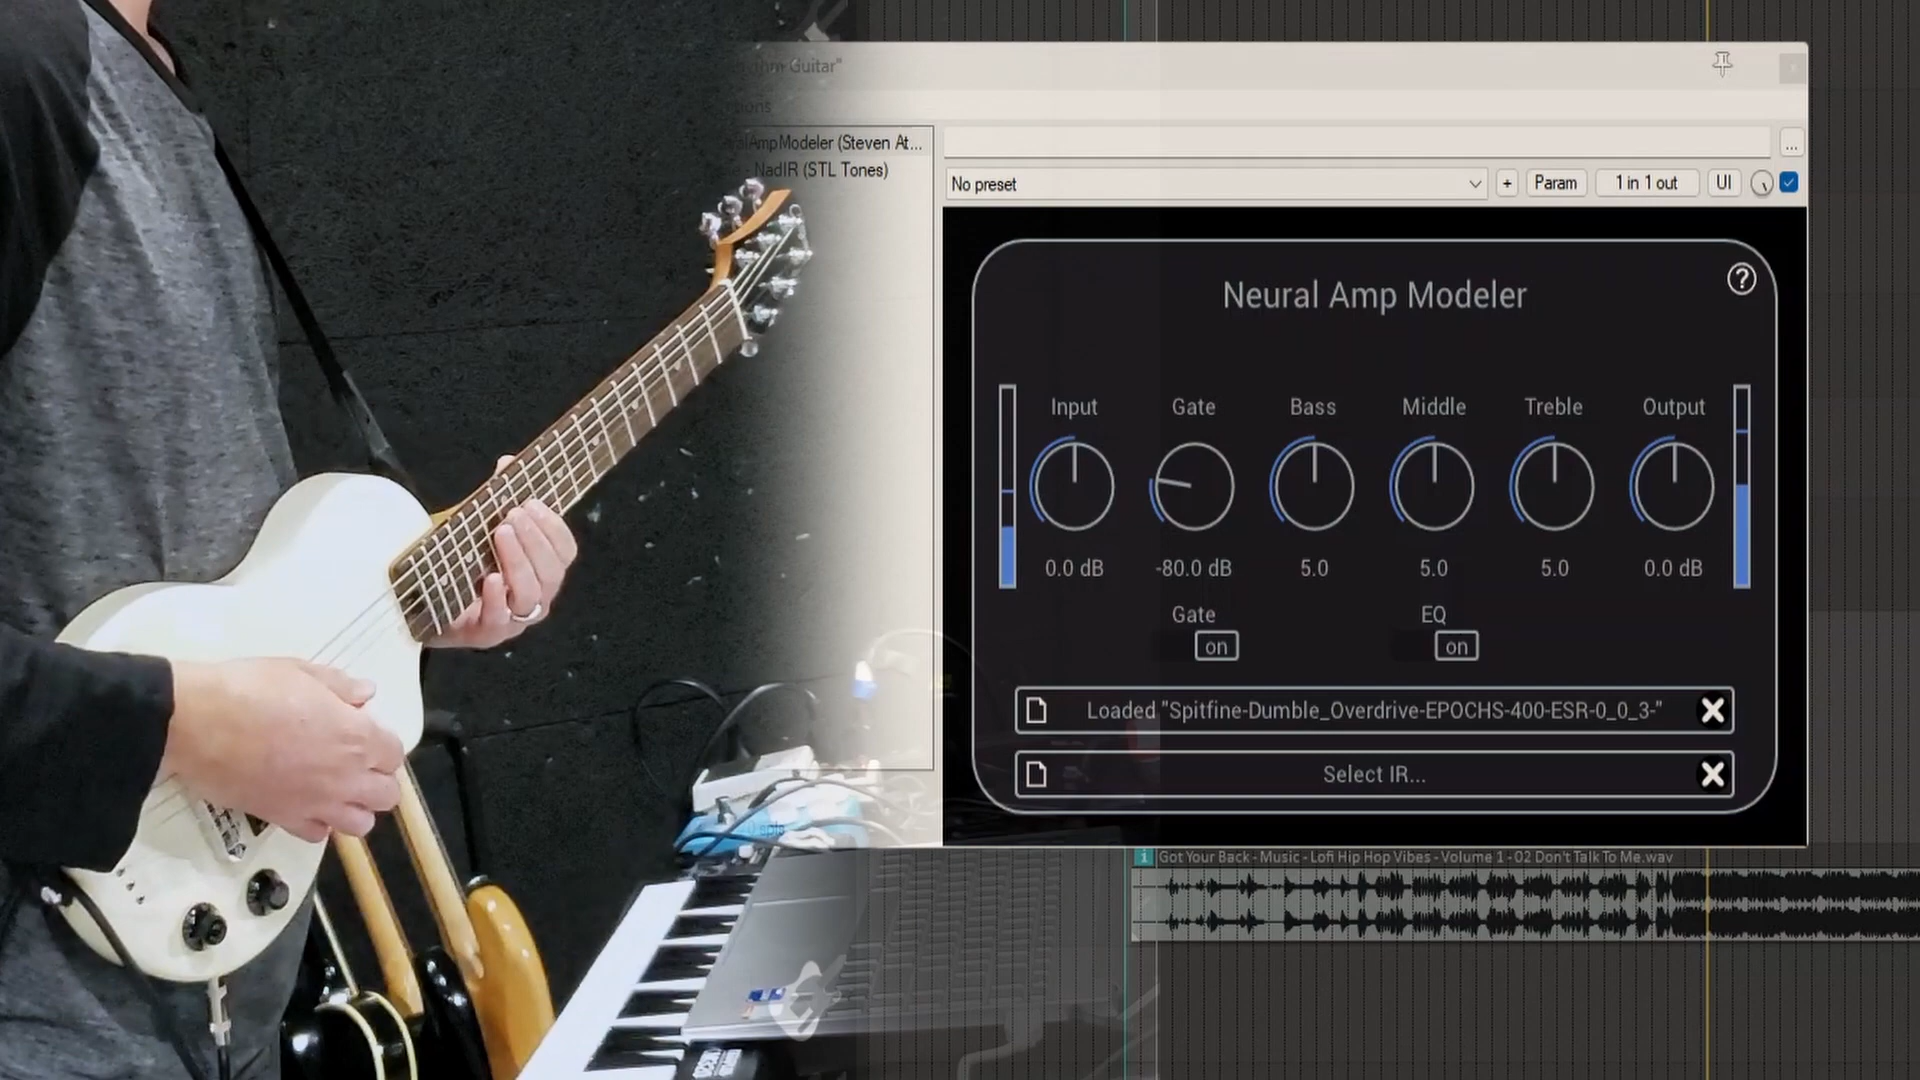 Guitar"
AmpModeler (Steven At...
NadIR (STL Tones)
...
No preset
+
Param
1 in 1 out
UI
Neural Amp Modeler
?
Input
Gate
Bass
Middle
Treble
Output
0.0 dB
-80.0 dB
5.0
5.0
5.0
0.0 dB
Gate
EQ
on
on
Loaded "Spitfine-Dumble_Overdrive-EPOCHS-400-ESR-0_0_3-"
Select IR...
i
Got Your Back - Music - Lofi Hip Hop Vibes - Volume 1 - 02 Don't Talk To Me.wav